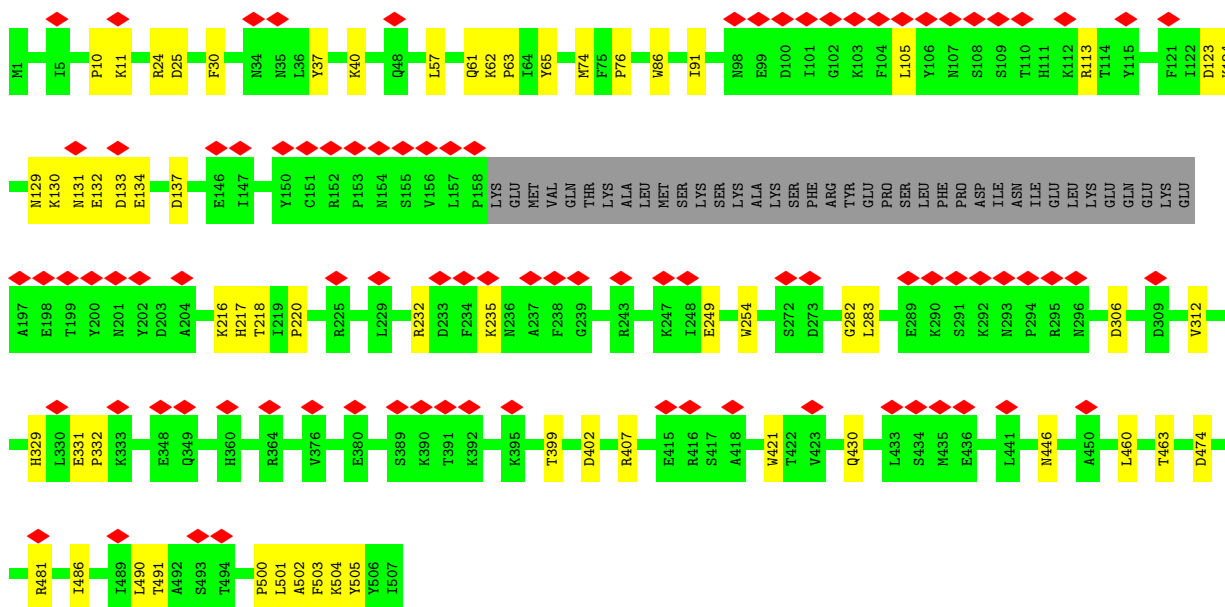 M1 I5 P10 K11 R24 D25 F30 N34 N35 L36 Y37 K40 Q48 L57 Q61 K62 P63 I64 Y65 M74 F75 P76 W86 I91 N98 E99 D100 I101 G102 K103 F104 L105 Y106 N107 S108 S109 T110 H111 K112 R113 T114 Y115 F121 I122 D123 K124
N129 K130 N131 E132 D133 E134 D137 E146 I147 Y150 C151 R152 P153 N154 S155 V156 L157 P158 LYS GLU MET VAL GLN THR LYS ALA LEU MET SER LYS SER SER LYS ALA LYS SER PHE ARG TYR GLU PRO SER LEU PHE PRO PRO ASP ILE ASN ILE GLU LEU LYS GLU GLN GLU LYS GLU
A197 E198 T199 Y200 N201 Y202 D203 A204 K216 H217 T218 I219 P220 R225 L229 R232 D233 F234 K235 N236 A237 F238 G239 R243 K247 I248 E249 W254 S272 D273 G282 L283 E289 K290 S291 K292 N293 P294 R295 N296 D306 D309 V312
H329 L330 E331 P332 K333 E348 Q349 H360 R364 V376 E380 S389 K390 T391 K392 K395 T399 D402 R407 E415 R416 S417 A418 W421 T422 V423 Q430 L433 S434 M435 E436 L441 N446 A450 L460 T463 D474
R481 I486 I489 L490 T491 A492 S493 T494 P500 L501 A502 F503 K504 Y505 Y506 I507